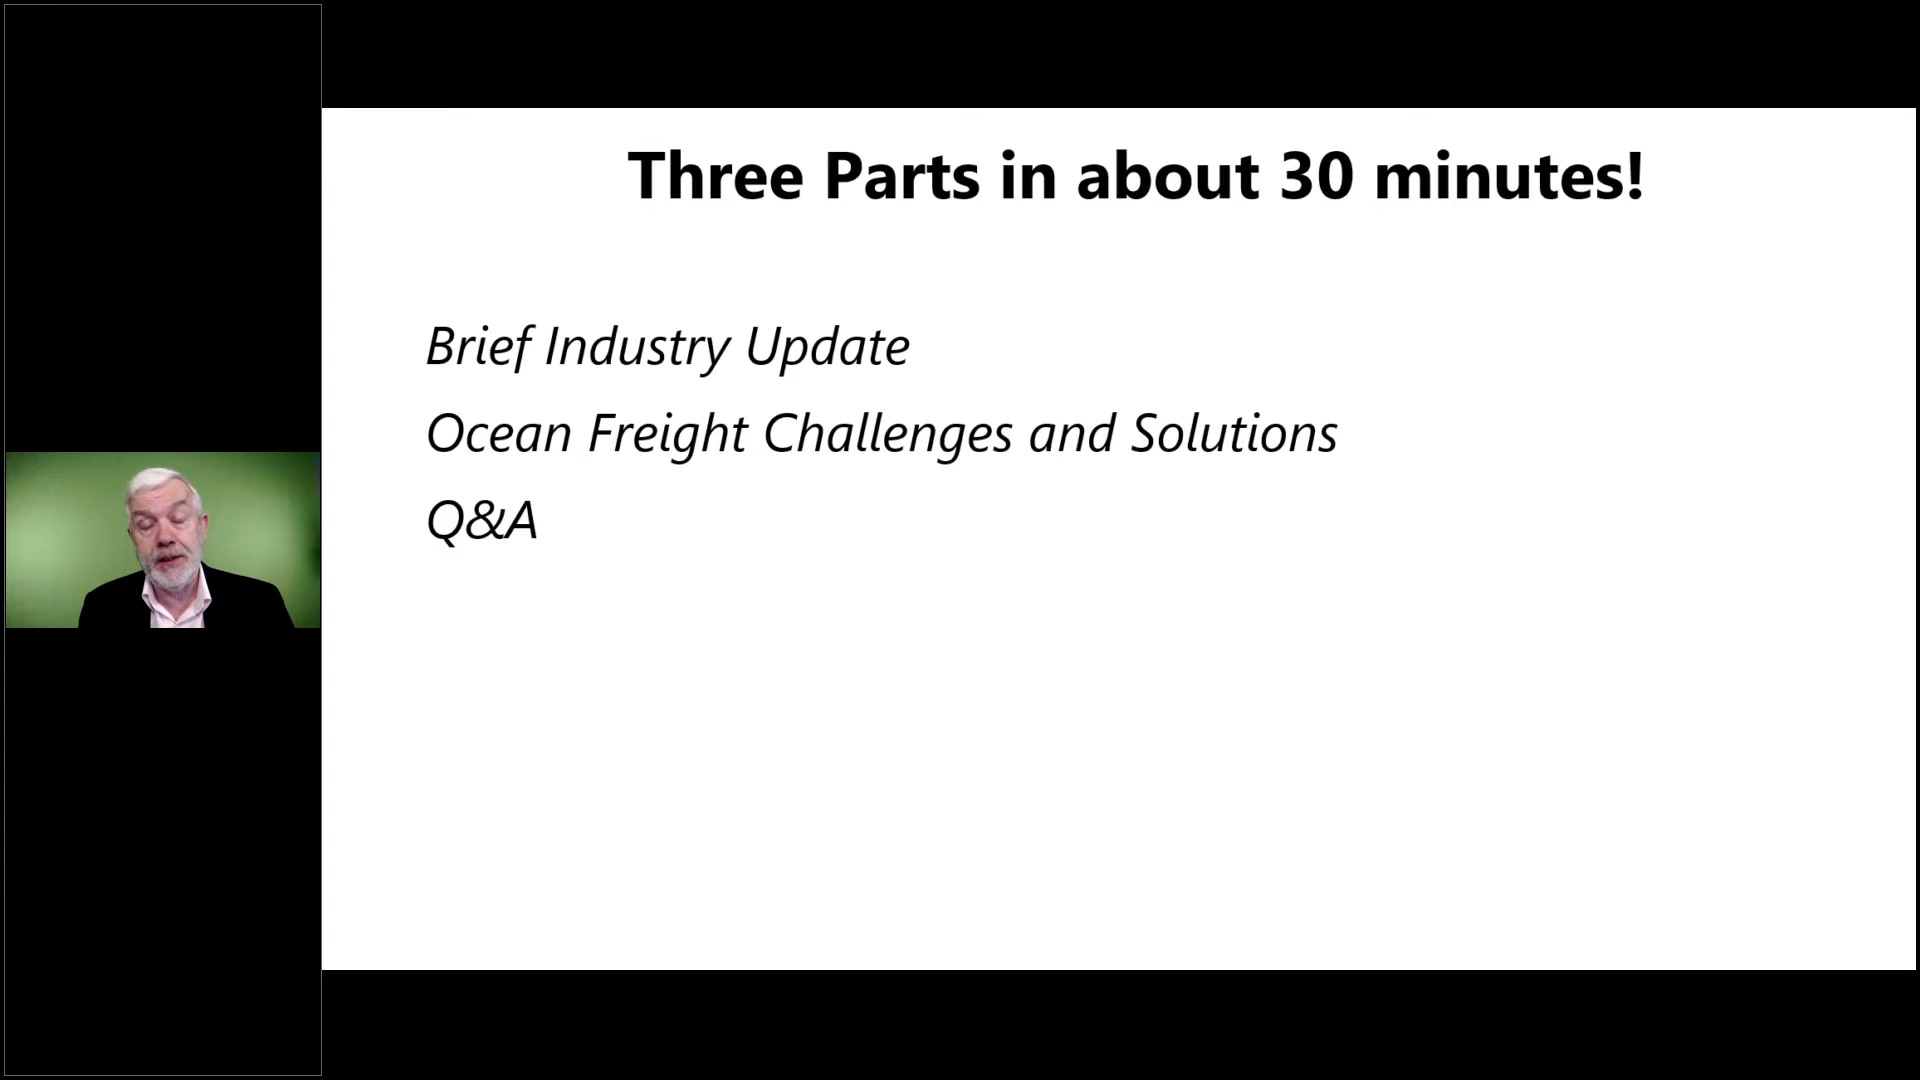 Three Parts in about 30 minutes!
Brief Industry Update
Ocean Freight Challenges and Solutions
Q&A